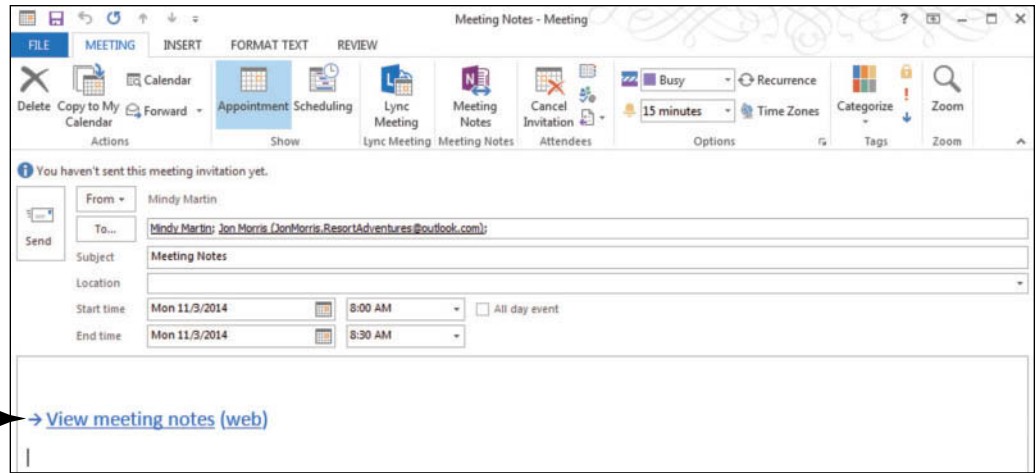 Meeting Notes - Meeting
FILE MEETING INSERT FORMAT TEXT REVIEW
Delete
Copy to My Calendar
Calendar
Forward
Actions
Appointment
Scheduling
Show
Lync Meeting
Lync Meeting
Meeting Notes
Meeting Notes
Cancel Invitation
Attendees
Busy
15 minutes
Recurrence
Time Zones
Options
Categorize
Tags
Zoom
Zoom
You haven't sent this meeting invitation yet.
Send
From Mindy Martin
To... Mindy Martin; Jon Morris (JonMorris.ResortAdventures@outlook.com);
Subject Meeting Notes
Location
Start time Mon 11/3/2014 8:00 AM All day event
End time Mon 11/3/2014 8:30 AM
→ View meeting notes (web)